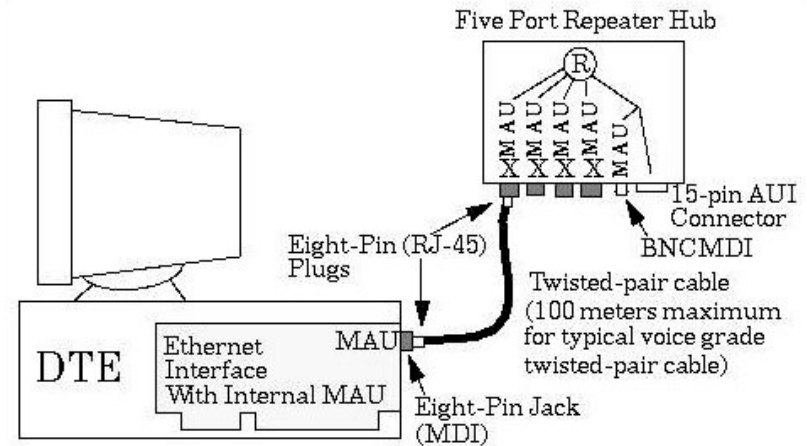 Five Port Repeater Hub
R
MAU MAU MAU MAU MAU
X X X X
15-pin AUI
Connector
BNCMDI
Eight-Pin (RJ-45)
Plugs
Twisted-pair cable
(100 meters maximum
for typical voice grade
twisted-pair cable)
DTE
Ethernet
Interface
With Internal MAU
MAU
Eight-Pin Jack
(MDI)